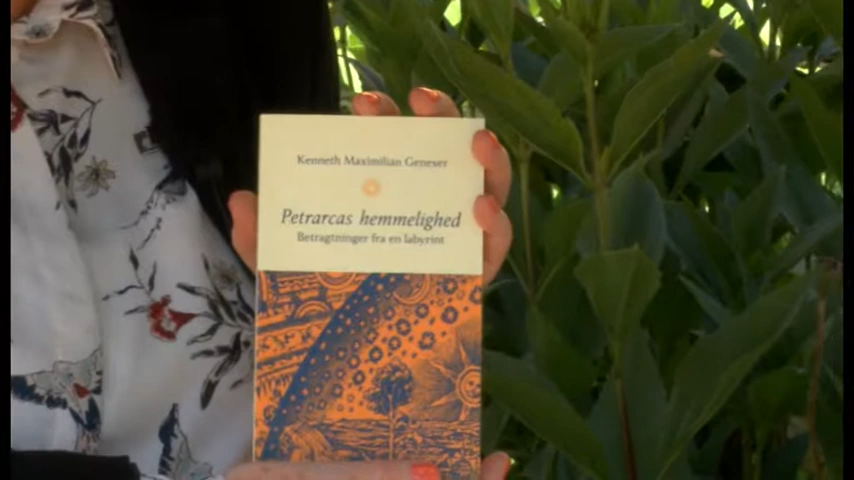 Kenneth Maximilian Geneser
Petrarcas hemmelighed
Betragtninger fra en labyrint